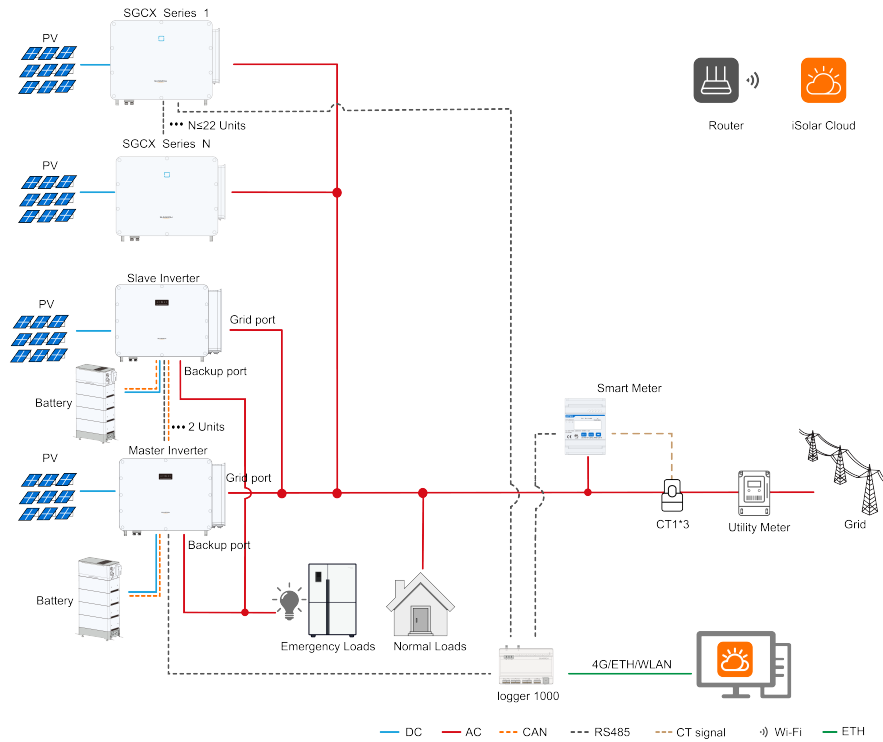 SGCX Series 1
PV
N≤22 Units
Router
iSolar Cloud
SGCX Series N
PV
Slave Inverter
PV
Grid port
Backup port
Battery
2 Units
Smart Meter
Master Inverter
PV
Grid port
CT1*3
Utility Meter
Grid
Backup port
Battery
Emergency Loads
Normal Loads
4G/ETH/WLAN
logger 1000
DC
AC
CAN
RS485
CT signal
Wi-Fi
ETH